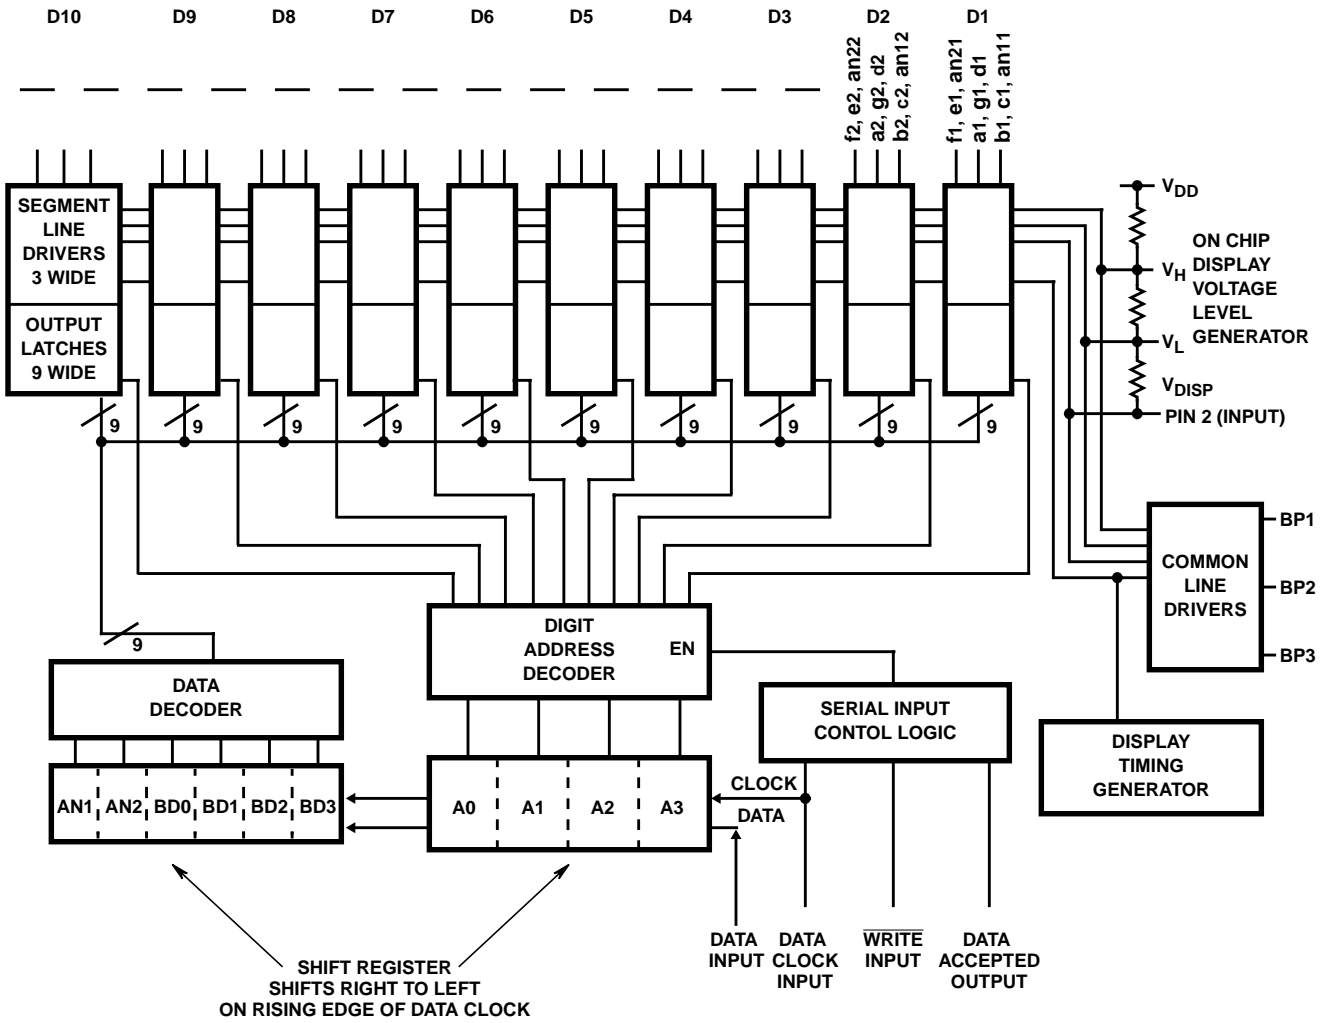 D10 D9 D8 D7 D6 D5 D4 D3 D2 D1
f2, e2, an22
a2, g2, d2
b2, c2, an12
f1, e1, an21
a1, g1, d1
b1, c1, an11
SEGMENT
LINE
DRIVERS
3 WIDE
OUTPUT
LATCHES
9 WIDE
VDD
VH
VL
VDISP
PIN 2 (INPUT)
ON CHIP
DISPLAY
VOLTAGE
LEVEL
GENERATOR
9 9 9 9 9 9 9 9 9 9
COMMON
LINE
DRIVERS
BP1
BP2
BP3
DIGIT
ADDRESS
DECODER
EN
9
DATA
DECODER
SERIAL INPUT
CONTOL LOGIC
DISPLAY
TIMING
GENERATOR
AN1 AN2 BD0 BD1 BD2 BD3
A0 A1 A2 A3
CLOCK
DATA
DATA
INPUT
DATA
CLOCK
INPUT
WRITE
INPUT
DATA
ACCEPTED
OUTPUT
SHIFT REGISTER
SHIFTS RIGHT TO LEFT
ON RISING EDGE OF DATA CLOCK